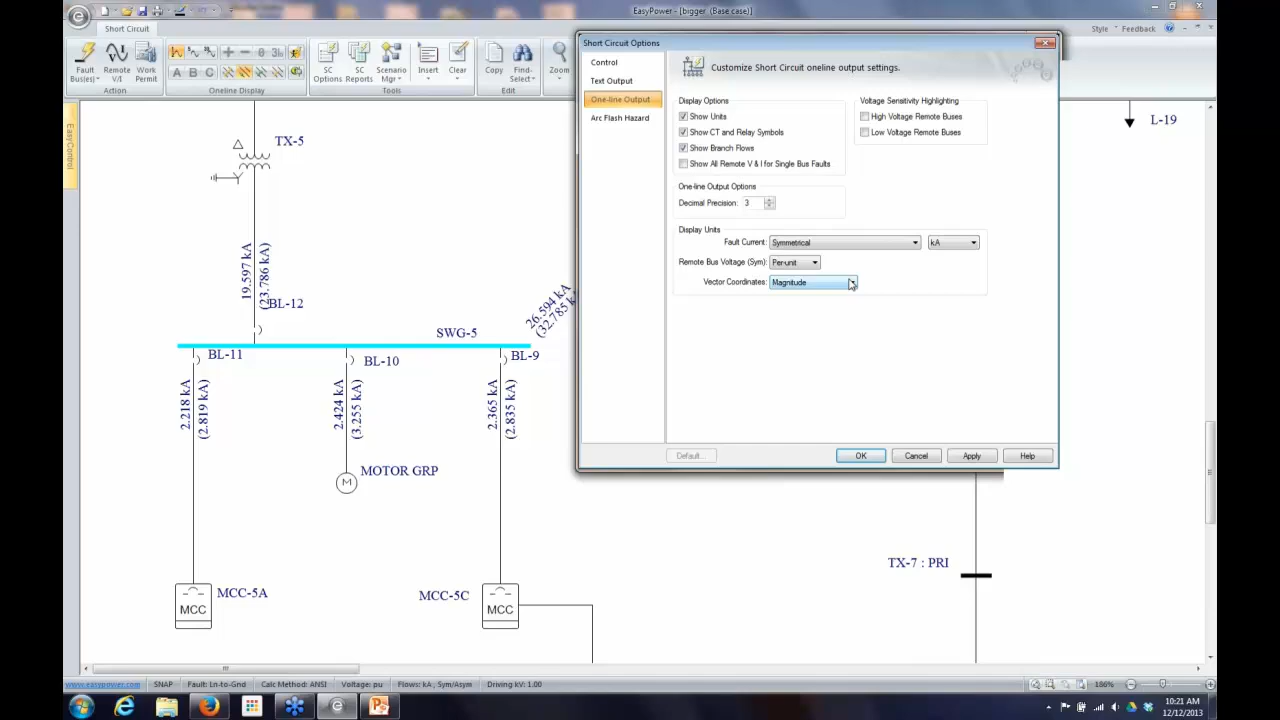 EasyPower - [bigger (Base case)]
Short Circuit
Style
Feedback
Fault Bus(es)
Remote V/I
Work Permit
A B C
SC Options
SC Reports
Scenario Mgr
Insert
Clear
Copy
Find-Select
Zoom
Action
Oneline Display
Tools
Edit
EasyControl
TX-5
19.597 kA
(23.786 kA)
BL-12
SWG-5
26.594 kA
(32.785
BL-11
BL-10
BL-9
2.218 kA
(2.819 kA)
2.424 kA
(3.255 kA)
2.365 kA
(2.835 kA)
MOTOR GRP
M
MCC
MCC-5A
MCC-5C
MCC
L-19
TX-7 : PRI
Short Circuit Options
Control
Text Output
One-line Output
Arc Flash Hazard
Customize Short Circuit oneline output settings.
Display Options
Show Units
Show CT and Relay Symbols
Show Branch Flows
Show All Remote V & I for Single Bus Faults
Voltage Sensitivity Highlighting
High Voltage Remote Buses
Low Voltage Remote Buses
One-line Output Options
Decimal Precision: 3
Display Units
Fault Current: Symmetrical kA
Remote Bus Voltage (Sym): Per-unit
Vector Coordinates: Magnitude
Default...
OK
Cancel
Apply
Help
www.easypower.com
SNAP
Fault: Ln-to-Gnd
Calc Method: ANSI
Voltage: pu
Flows: kA , Sym/Asym
Driving kV: 1.00
186%
10:21 AM
12/12/2013